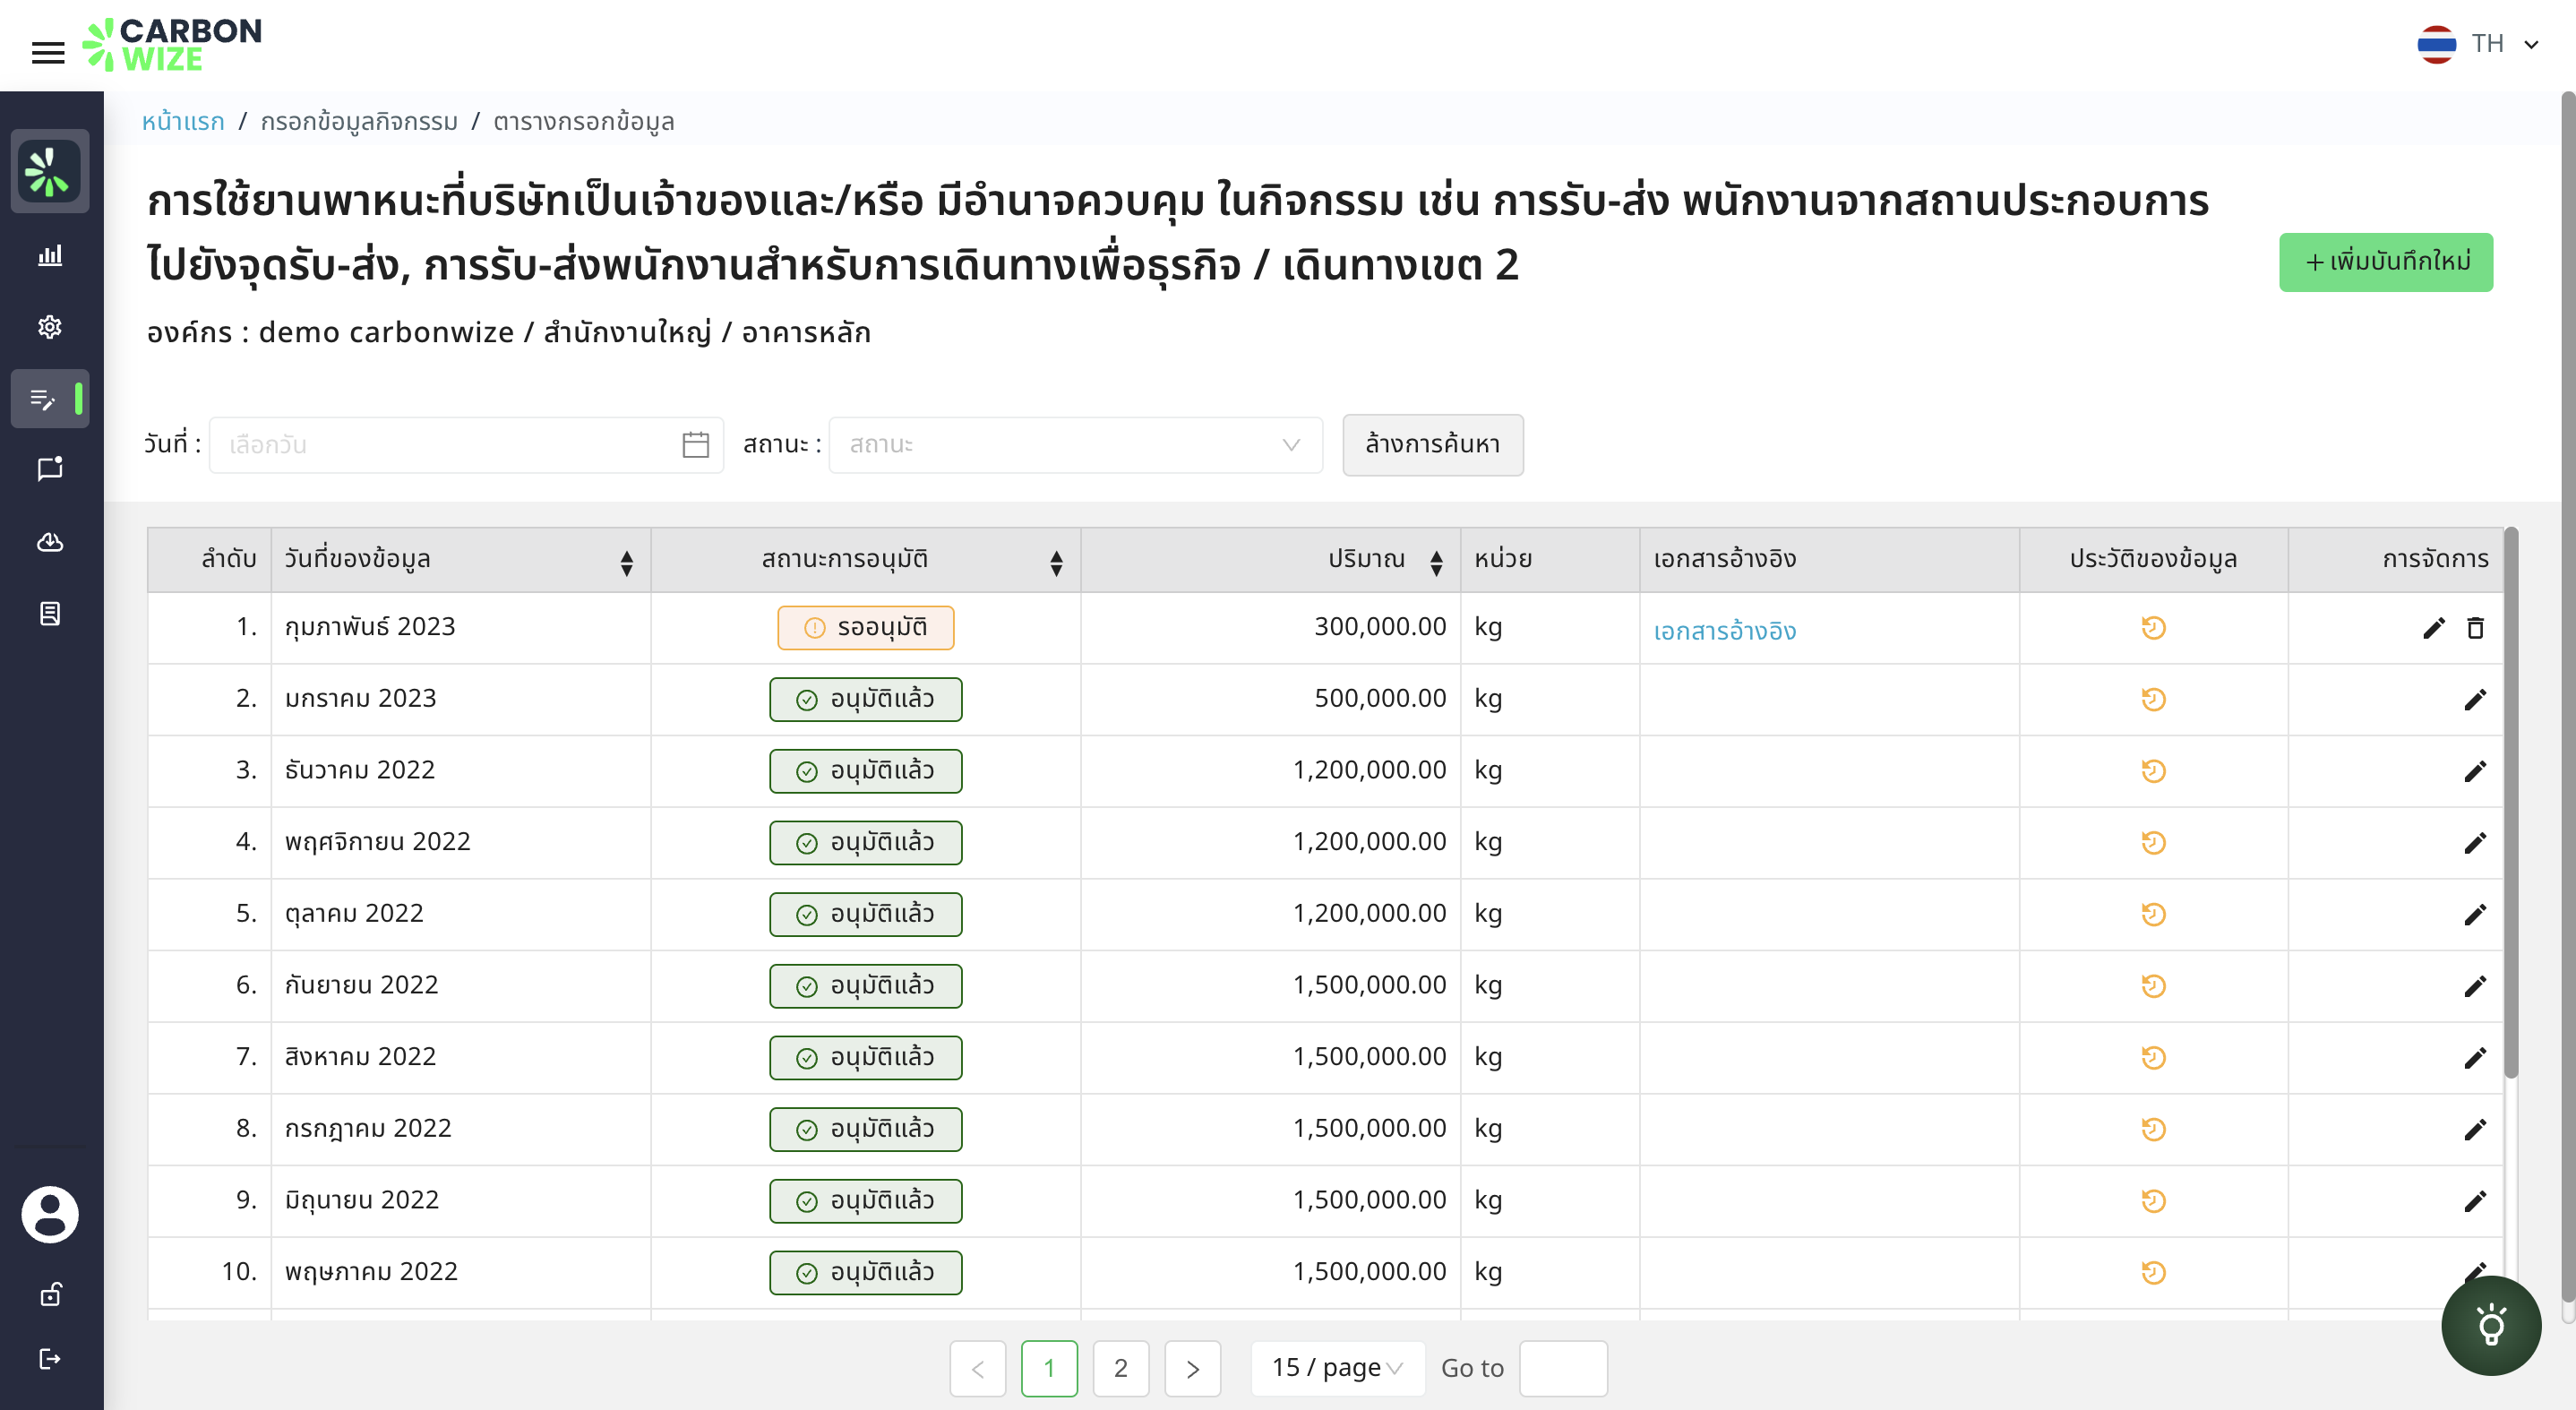 CARBON
WIZE
TH
หน้าแรก / กรอกข้อมูลกิจกรรม / ตารางกรอกข้อมูล
การใช้ยานพาหนะที่บริษัทเป็นเจ้าของและ/หรือ มีอำนาจควบคุม ในกิจกรรม เช่น การรับ-ส่ง พนักงานจากสถานประกอบการ
ไปยังจุดรับ-ส่ง, การรับ-ส่งพนักงานสำหรับการเดินทางเพื่อธุรกิจ / เดินทางเขต 2
+ เพิ่มบันทึกใหม่
องค์กร : demo carbonwize / สำนักงานใหญ่ / อาคารหลัก
วันที่ : เลือกวัน สถานะ : สถานะ ล้างการค้นหา
ลำดับ วันที่ของข้อมูล สถานะการอนุมัติ ปริมาณ หน่วย เอกสารอ้างอิง ประวัติของข้อมูล การจัดการ
1. กุมภาพันธ์ 2023 รออนุมัติ 300,000.00 kg เอกสารอ้างอิง
2. มกราคม 2023 อนุมัติแล้ว 500,000.00 kg
3. ธันวาคม 2022 อนุมัติแล้ว 1,200,000.00 kg
4. พฤศจิกายน 2022 อนุมัติแล้ว 1,200,000.00 kg
5. ตุลาคม 2022 อนุมัติแล้ว 1,200,000.00 kg
6. กันยายน 2022 อนุมัติแล้ว 1,500,000.00 kg
7. สิงหาคม 2022 อนุมัติแล้ว 1,500,000.00 kg
8. กรกฎาคม 2022 อนุมัติแล้ว 1,500,000.00 kg
9. มิถุนายน 2022 อนุมัติแล้ว 1,500,000.00 kg
10. พฤษภาคม 2022 อนุมัติแล้ว 1,500,000.00 kg
< 1 2 > 15 / page Go to